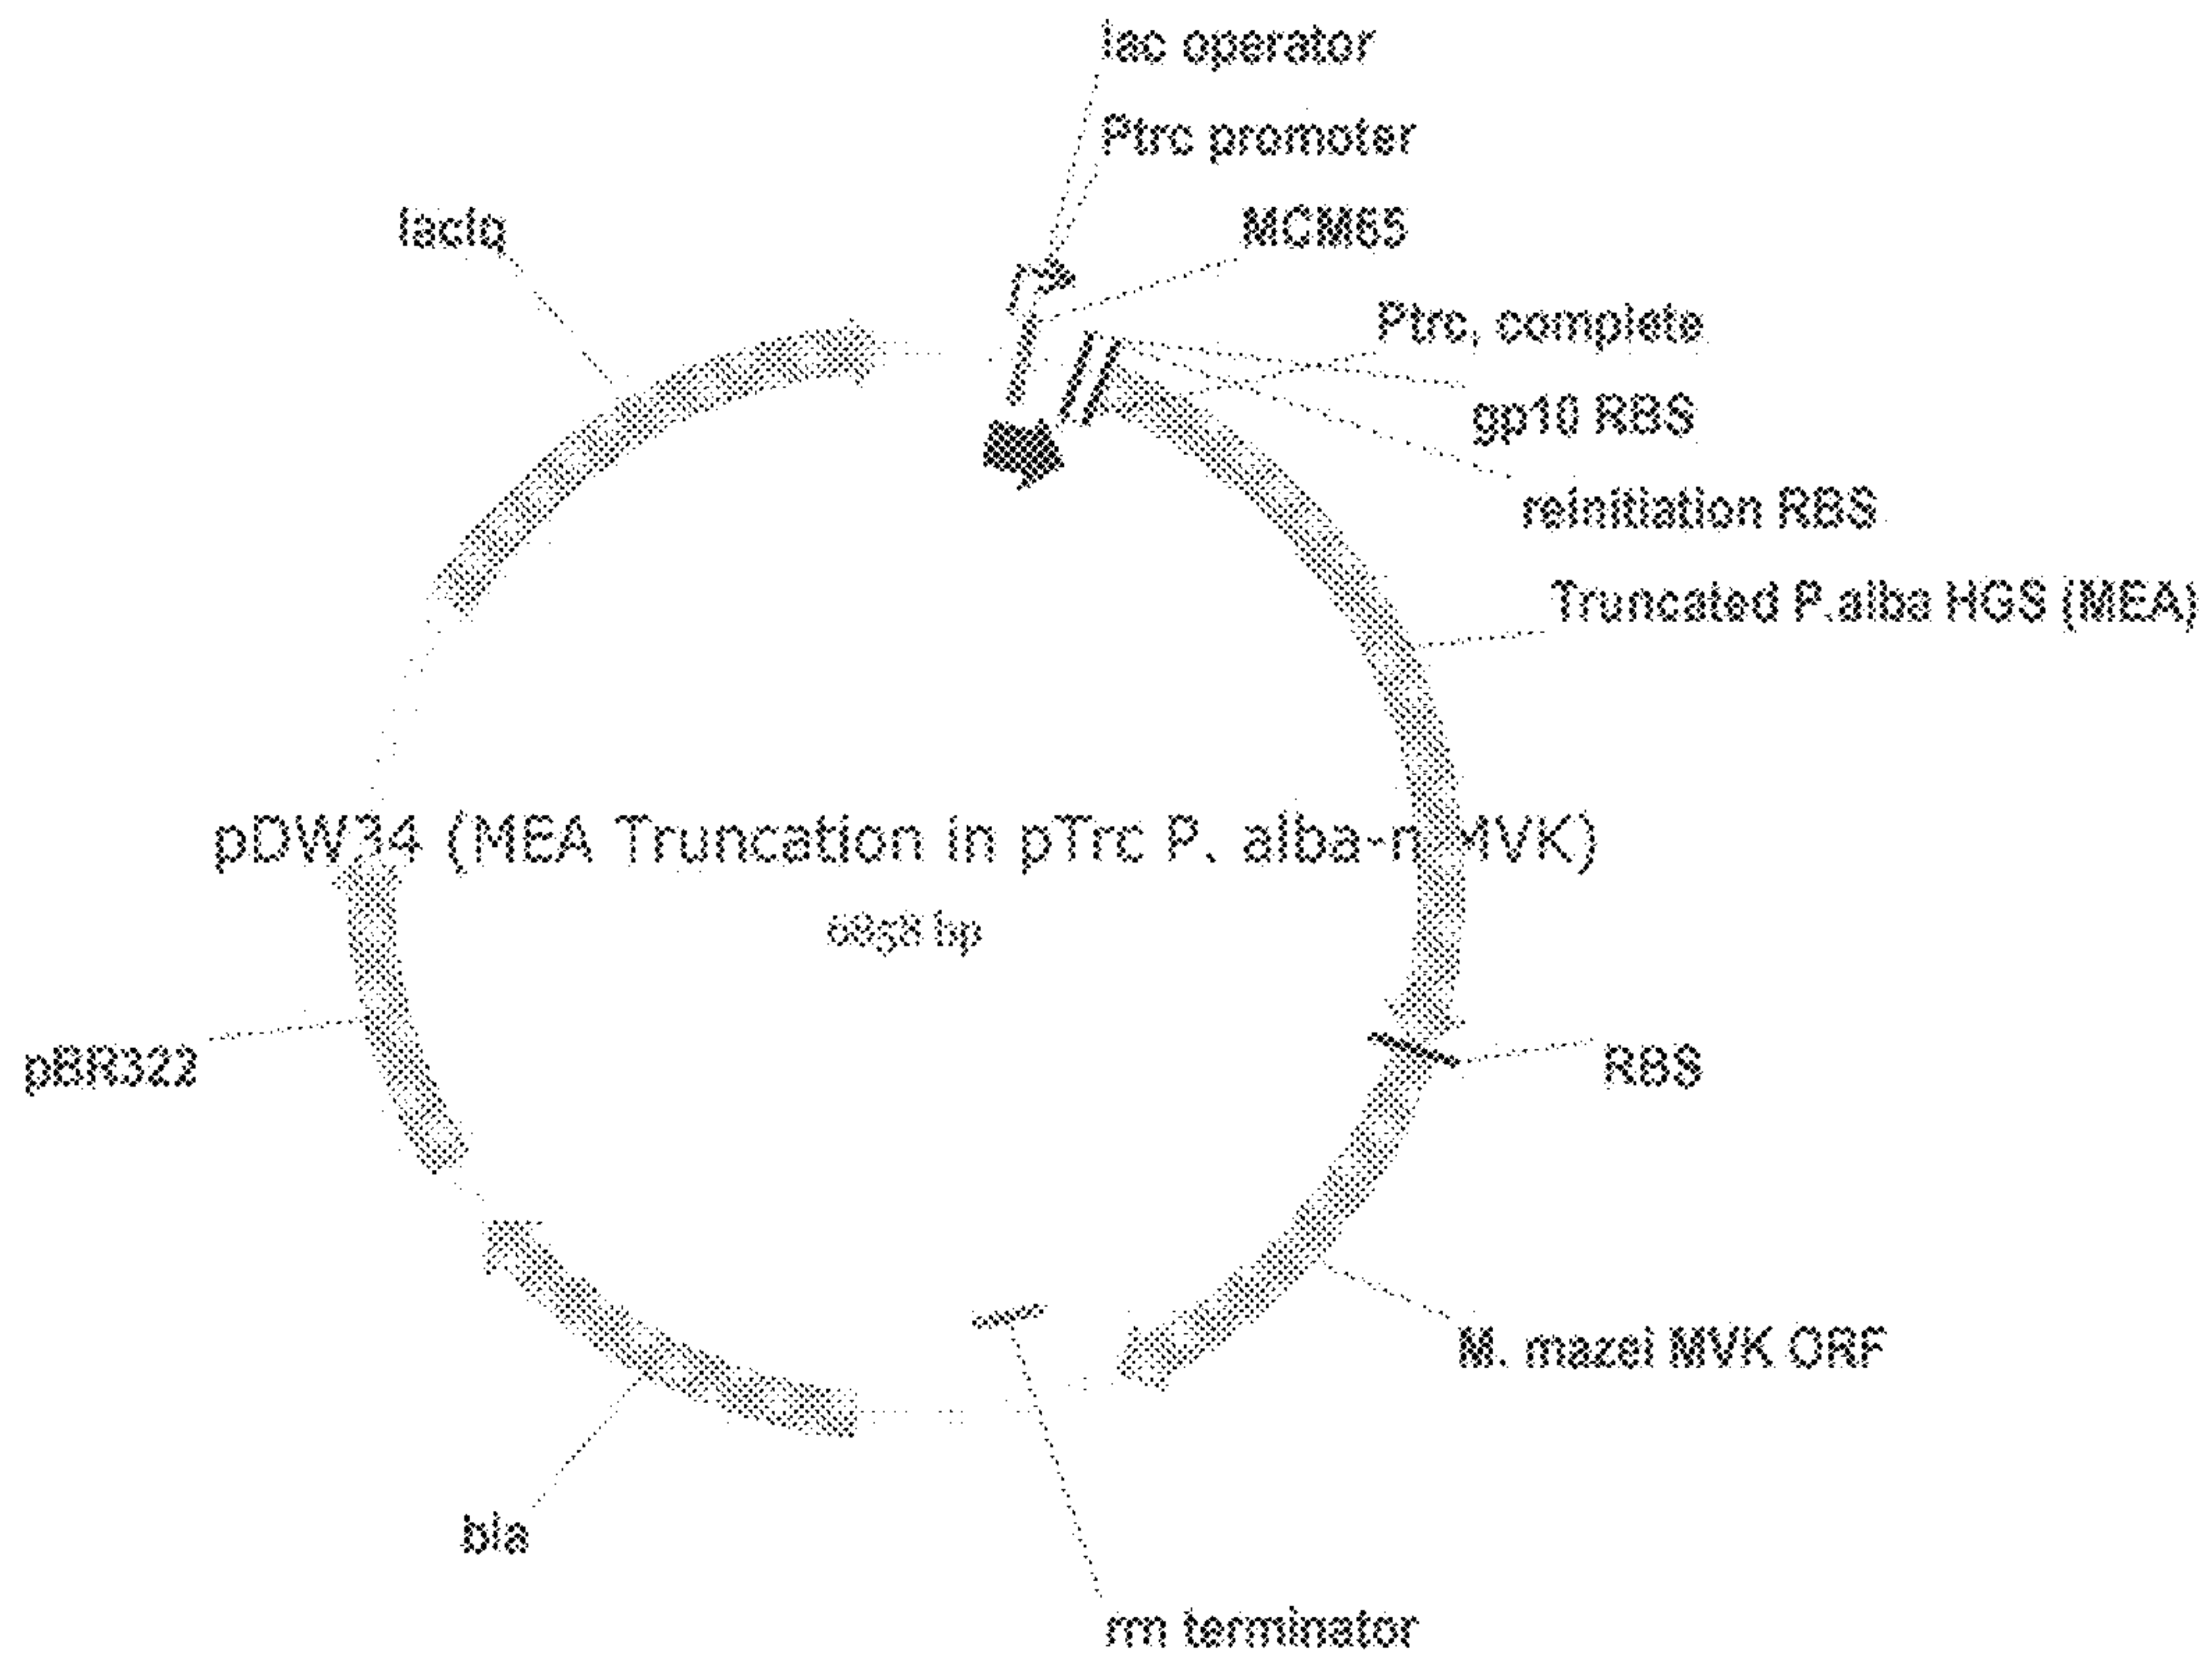 lac operator
Ptrc promoter
MCM65
lacIq
Ptrc, complete
gp10 RBS
reInitiation RBS
Truncated P.alba HGS (MEA)
pDW34 (MEA Truncation in pTrc P. alba-n MVK)
bp
pBR322
RBS
M. mazei MVK ORF
bla
rrn terminator